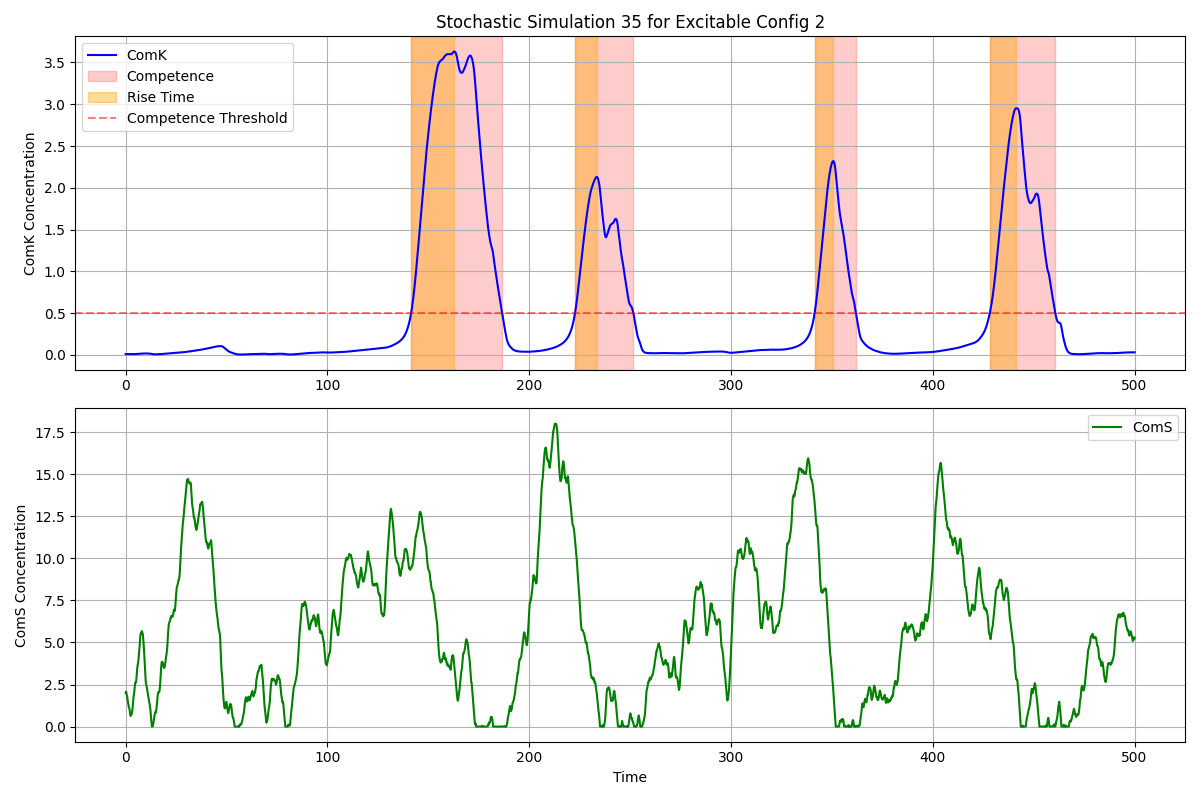 Stochastic Simulation 35 for Excitable Config 2
ComK
Competence
Rise Time
Competence Threshold
ComK Concentration
3.5
3.0
2.5
2.0
1.5
1.0
0.5
0.0
0 100 200 300 400 500
ComS
ComS Concentration
17.5
15.0
12.5
10.0
7.5
5.0
2.5
0.0
0 100 200 300 400 500
Time